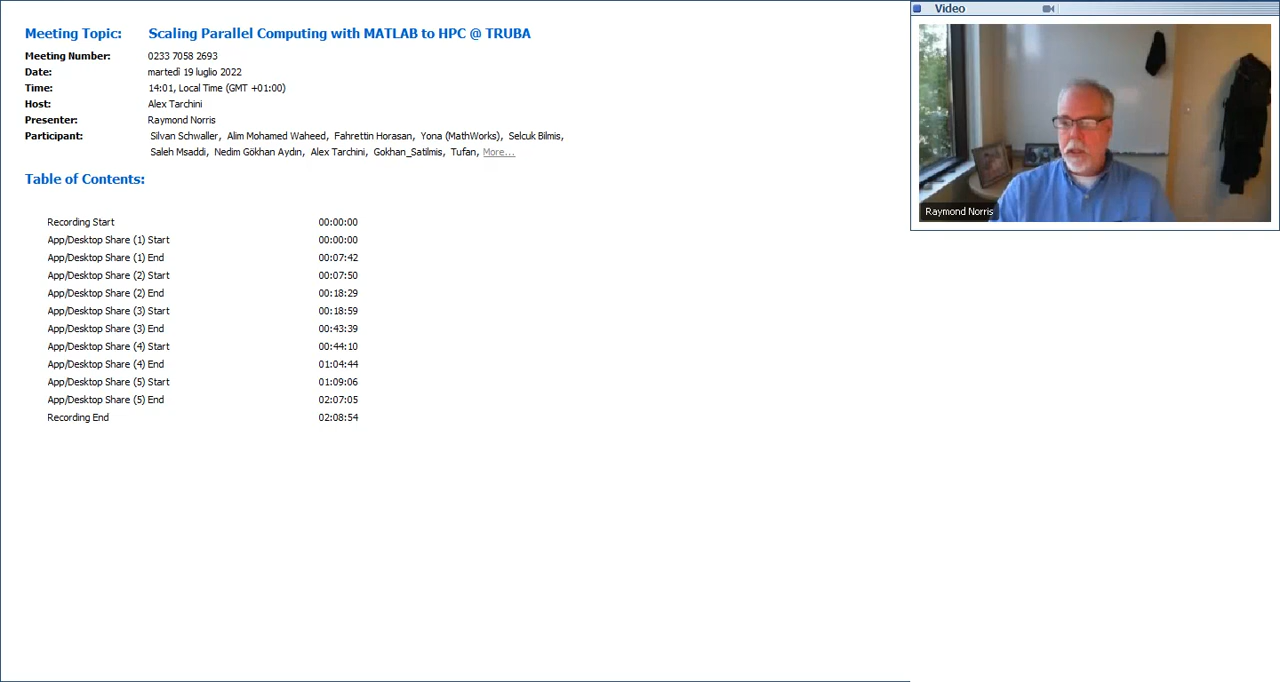 Meeting Topic: Scaling Parallel Computing with MATLAB to HPC @ TRUBA
Meeting Number: 0233 7058 2693
Date: martedì 19 luglio 2022
Time: 14:01, Local Time (GMT +01:00)
Host: Alex Tarchini
Presenter: Raymond Norris
Participant: Silvan Schwaller, Alim Mohamed Waheed, Fahrettin Horasan, Yona (MathWorks), Selcuk Bilmis,
Saleh Msaddi, Nedim Gökhan Aydın, Alex Tarchini, Gokhan_Satilmis, Tufan, More...
Table of Contents:
Recording Start 00:00:00
App/Desktop Share (1) Start 00:00:00
App/Desktop Share (1) End 00:07:42
App/Desktop Share (2) Start 00:07:50
App/Desktop Share (2) End 00:18:29
App/Desktop Share (3) Start 00:18:59
App/Desktop Share (3) End 00:43:39
App/Desktop Share (4) Start 00:44:10
App/Desktop Share (4) End 01:04:44
App/Desktop Share (5) Start 01:09:06
App/Desktop Share (5) End 02:07:05
Recording End 02:08:54
Video
Raymond Norris